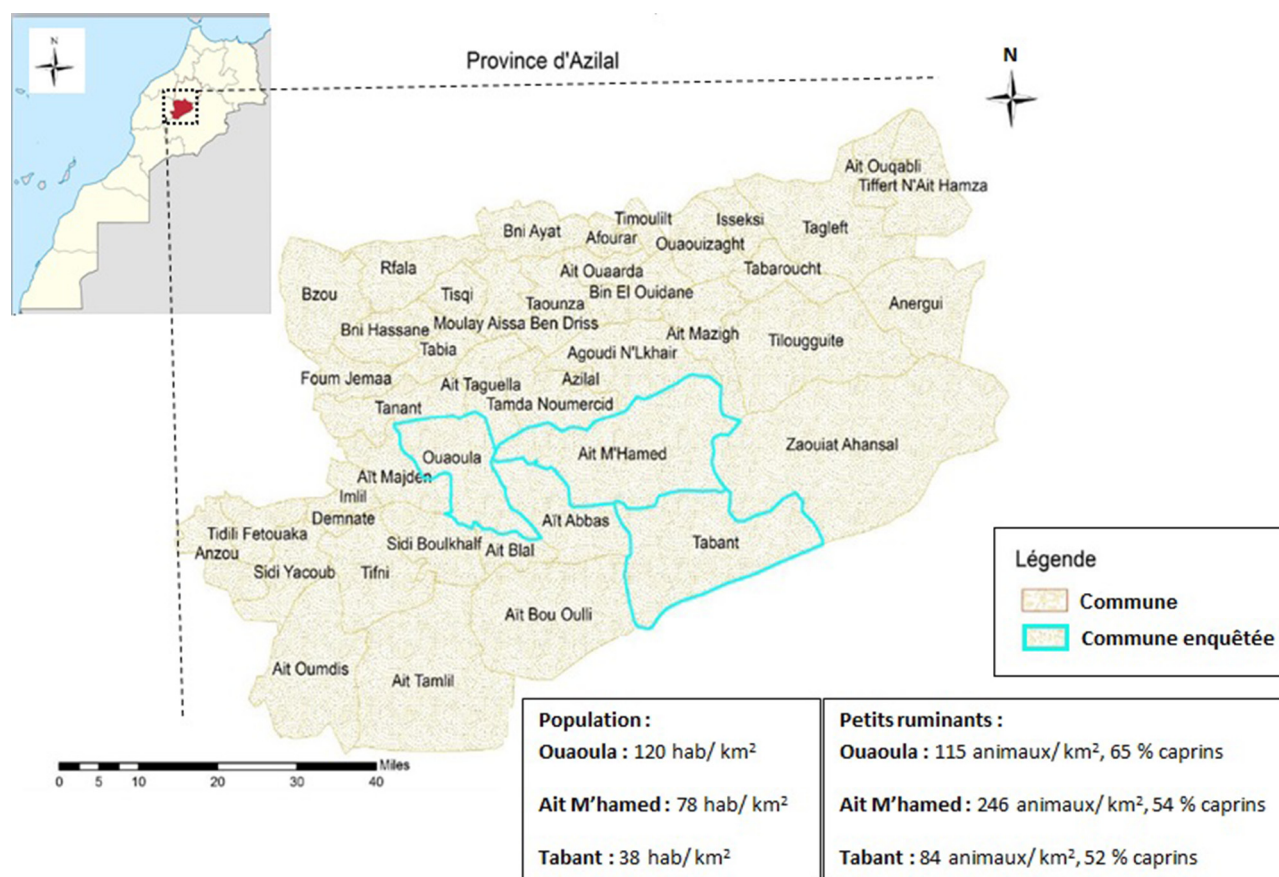 N
Province d'Azilal
N
Ait Ouqabli
Tiffert N'Ait Hamza
Timoulilt
Isseksi
Bni Ayat
Afourar
Ouaouizaght
Tagleft
Rfala
Ait Ouaarda
Tabaroucht
Bzou
Tisqi
Bin El Ouidane
Taounza
Anergui
Bni Hassane
Moulay Aissa Ben Driss
Ait Mazigh
Tilougguite
Tabia
Agoudi N'Lkhair
Foum Jemaa
Ait Taguella
Azilal
Tanant
Tamda Noumercid
Ouaoula
Ait M'Hamed
Zaouiat Ahansal
Aït Majden
Imlil
Demnate
Aït Abbas
Tidili Fetouaka
Anzou
Sidi Boulkhalf
Ait Blal
Tabant
Sidi Yacoub
Tifni
Aït Bou Oulli
Ait Oumdis
Ait Tamlil
Légende
Commune
Commune enquêtée
Miles
0 5 10 20 30 40
Population :
Ouaoula : 120 hab/ km²
Ait M'hamed : 78 hab/ km²
Tabant : 38 hab/ km²
Petits ruminants :
Ouaoula : 115 animaux/ km², 65 % caprins
Ait M'hamed : 246 animaux/ km², 54 % caprins
Tabant : 84 animaux/ km², 52 % caprins